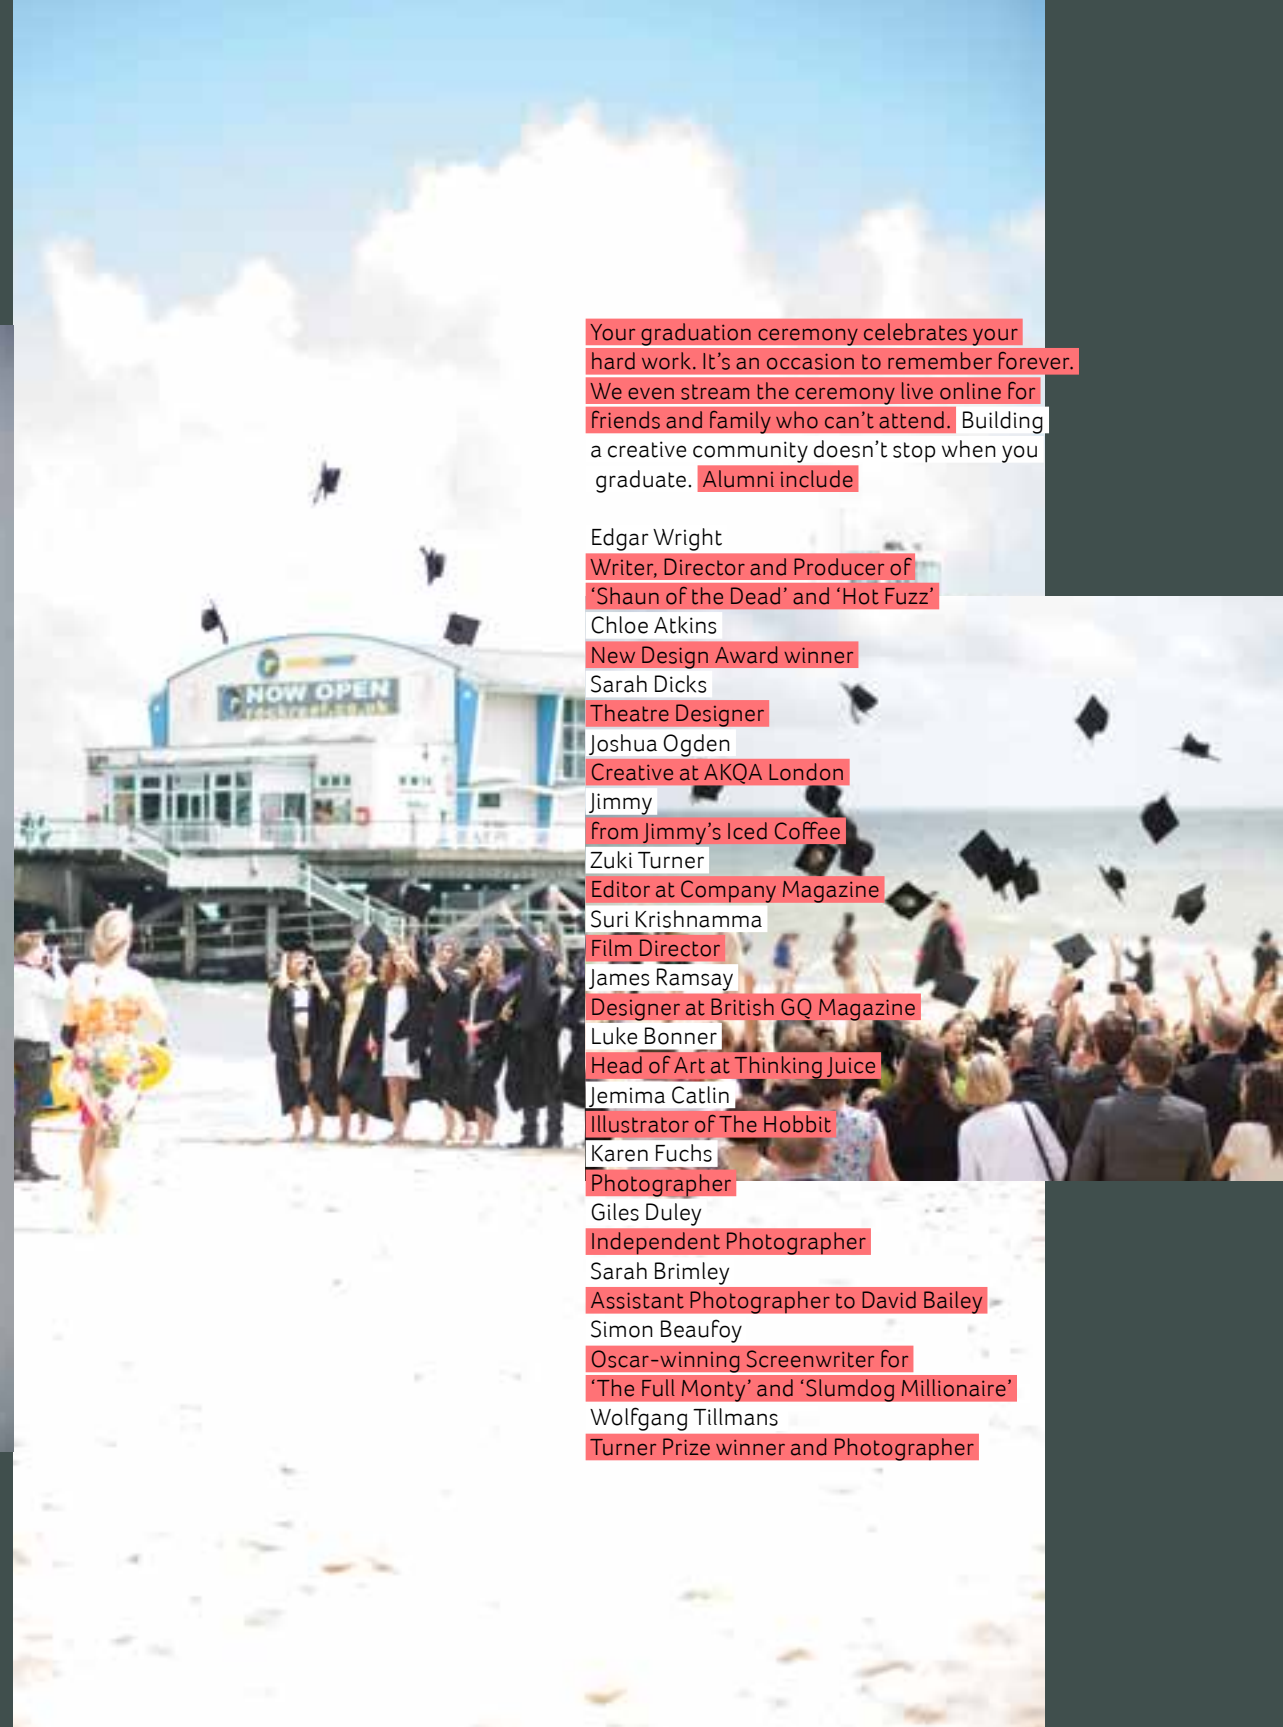 Your graduation ceremony celebrates your
hard work. It’s an occasion to remember forever.
We even stream the ceremony live online for
friends and family who can’t attend. Building
a creative community doesn’t stop when you
graduate. Alumni include
Edgar Wright
Writer, Director and Producer of
‘Shaun of the Dead’ and ‘Hot Fuzz’
Chloe Atkins
New Design Award winner
Sarah Dicks
Theatre Designer
Joshua Ogden
Creative at AKQA London
Jimmy
from Jimmy’s Iced Coffee
Zuki Turner
Editor at Company Magazine
Suri Krishnamma
Film Director
James Ramsay
Designer at British GQ Magazine
Luke Bonner
Head of Art at Thinking Juice
Jemima Catlin
Illustrator of The Hobbit
Karen Fuchs
Photographer
Giles Duley
Independent Photographer
Sarah Brimley
Assistant Photographer to David Bailey
Simon Beaufoy
Oscar-winning Screenwriter for
‘The Full Monty’ and ‘Slumdog Millionaire’
Wolfgang Tillmans
Turner Prize winner and Photographer
NOW OPEN
rockreef.co.uk